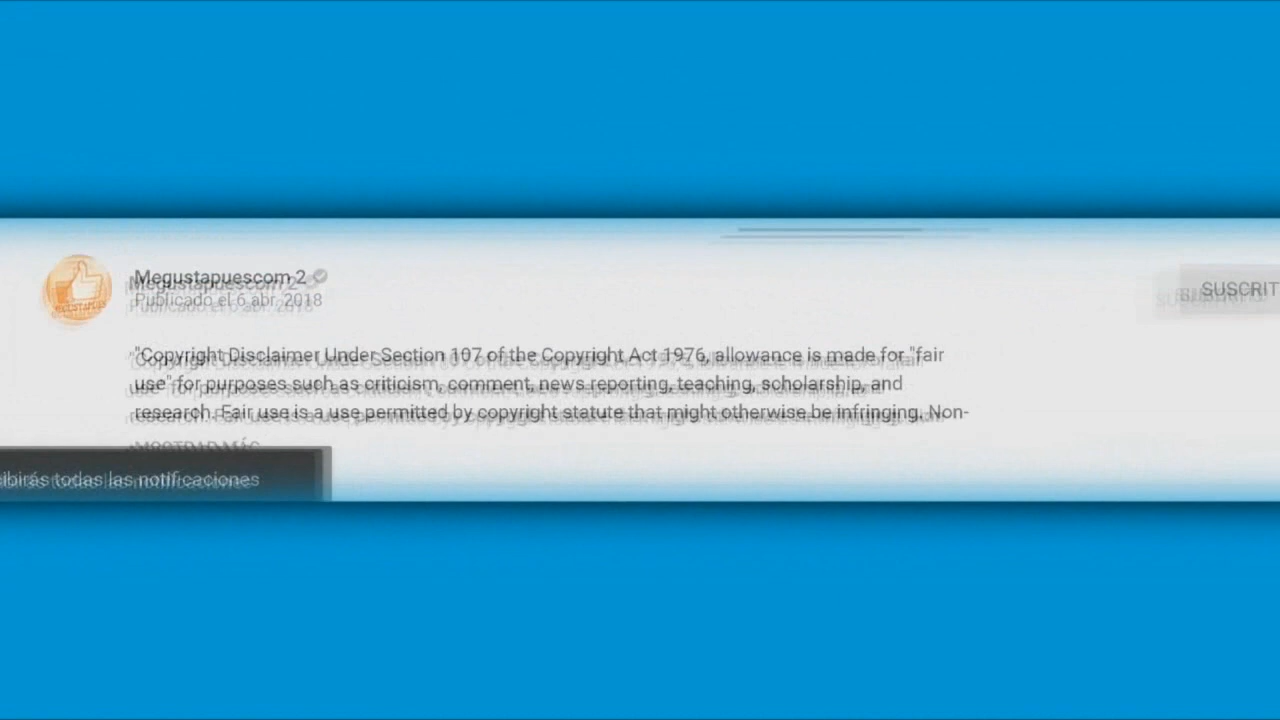 Megustapuescom 2
Publicado el 6 abr. 2018
SUSCRIT
"Copyright Disclaimer Under Section 107 of the Copyright Act 1976, allowance is made for "fair
use" for purposes such as criticism, comment, news reporting, teaching, scholarship, and
research. Fair use is a use permitted by copyright statute that might otherwise be infringing. Non-
MOSTRAR MÁS
ibirás todas las notificaciones